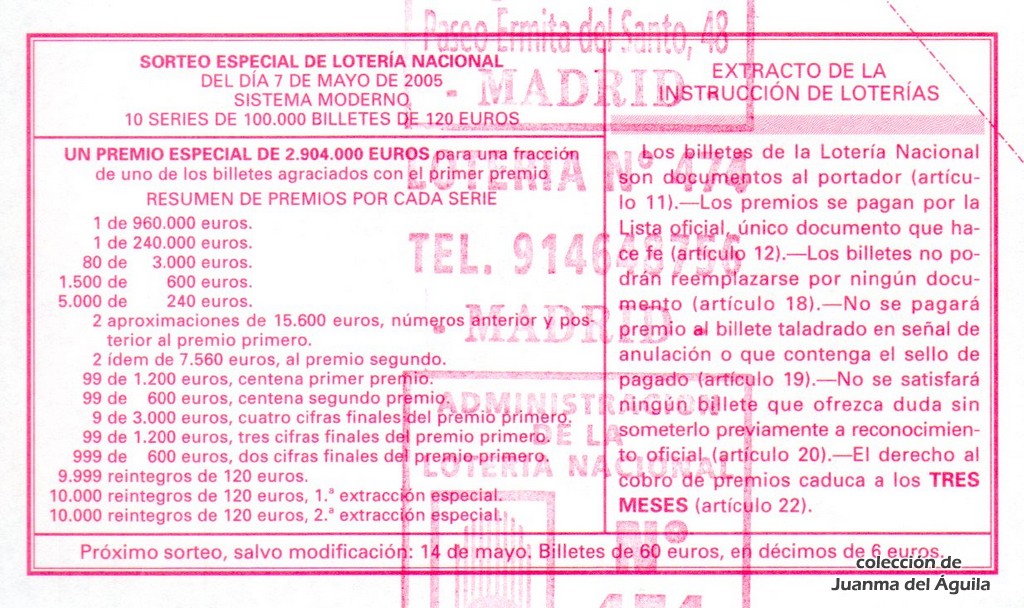 Paseo Ermita del Santo, 48
- MADRID -
LOTERIA Nº 474
TEL. 914648756
- MADRID
ADMINISTRACION
DE LA
LOTERIA NACIONAL
Nº
474
SORTEO ESPECIAL DE LOTERÍA NACIONAL
DEL DÍA 7 DE MAYO DE 2005
SISTEMA MODERNO
10 SERIES DE 100.000 BILLETES DE 120 EUROS
UN PREMIO ESPECIAL DE 2.904.000 EUROS para una fracción
de uno de los billetes agraciados con el primer premio
RESUMEN DE PREMIOS POR CADA SERIE
1 de 960.000 euros.
1 de 240.000 euros.
80 de 3.000 euros.
1.500 de 600 euros.
5.000 de 240 euros.
2 aproximaciones de 15.600 euros, números anterior y pos-
terior al premio primero.
2 ídem de 7.560 euros, al premio segundo.
99 de 1.200 euros, centena primer premio.
99 de 600 euros, centena segundo premio.
9 de 3.000 euros, cuatro cifras finales del premio primero.
99 de 1.200 euros, tres cifras finales del premio primero.
999 de 600 euros, dos cifras finales del premio primero.
9.999 reintegros de 120 euros.
10.000 reintegros de 120 euros, 1.ª extracción especial.
10.000 reintegros de 120 euros, 2.ª extracción especial.
EXTRACTO DE LA
INSTRUCCIÓN DE LOTERÍAS
Los billetes de la Lotería Nacional
son documentos al portador (artícu-
lo 11).—Los premios se pagan por la
Lista oficial, único documento que ha-
ce fe (artículo 12).—Los billetes no po-
drán reemplazarse por ningún docu-
mento (artículo 18).—No se pagará
premio al billete taladrado en señal de
anulación o que contenga el sello de
pagado (artículo 19).—No se satisfará
ningún billete que ofrezca duda sin
someterlo previamente a reconocimien-
to oficial (artículo 20).—El derecho al
cobro de premios caduca a los TRES
MESES (artículo 22).
Próximo sorteo, salvo modificación: 14 de mayo. Billetes de 60 euros, en décimos de 6 euros.
colección de
Juanma del Águila